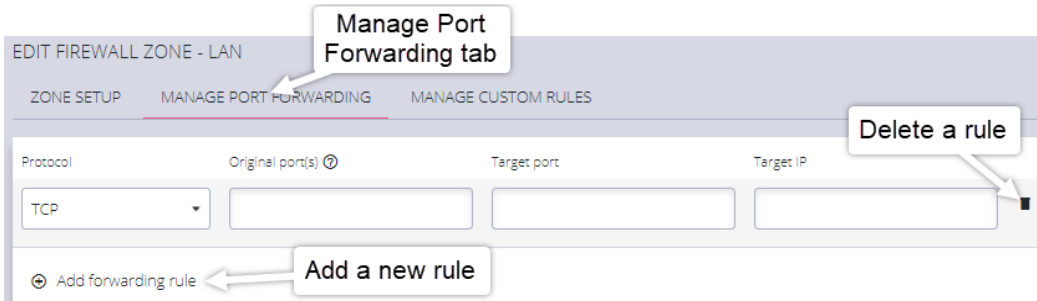 Manage Port
Forwarding tab
EDIT FIREWALL ZONE - LAN
ZONE SETUP MANAGE PORT FORWARDING MANAGE CUSTOM RULES
Delete a rule
Protocol Original port(s) ? Target port Target IP
TCP
Add forwarding rule Add a new rule